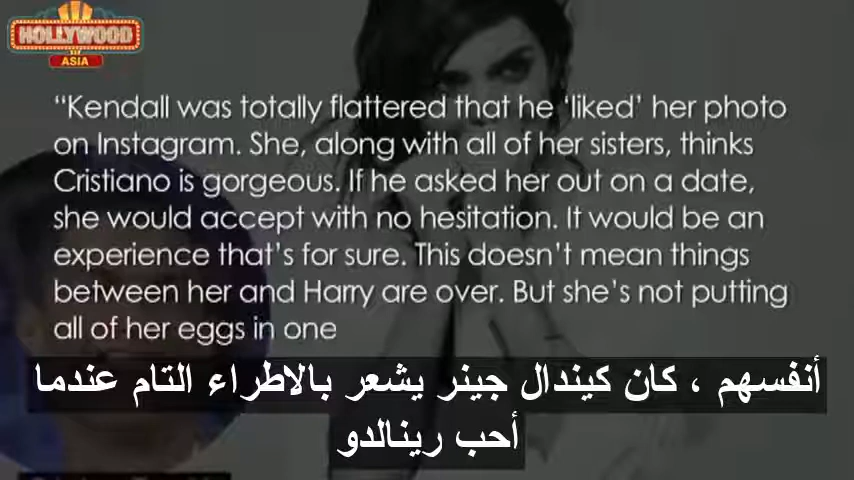 HOLLYWOOD
ASIA
“Kendall was totally flattered that he ‘liked’ her photo
on Instagram. She, along with all of her sisters, thinks
Cristiano is gorgeous. If he asked her out on a date,
she would accept with no hesitation. It would be an
experience that’s for sure. This doesn’t mean things
between her and Harry are over. But she’s not putting
all of her eggs in one
أنفسهم ، كان كيندال جينر يشعر بالاطراء التام عندما
أحب رينالدو